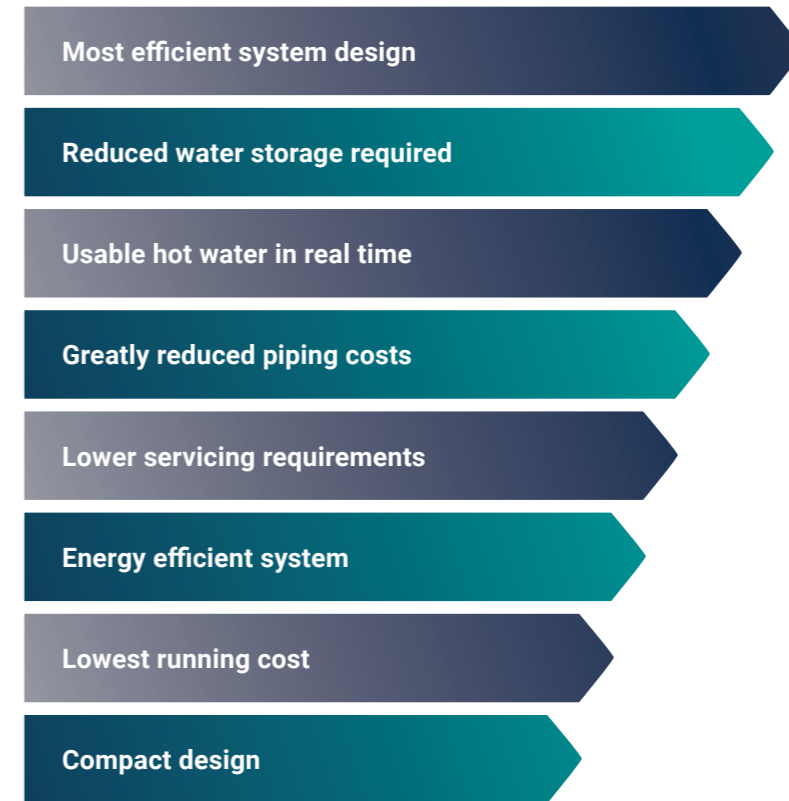 Most efficient system design
Reduced water storage required
Usable hot water in real time
Greatly reduced piping costs
Lower servicing requirements
Energy efficient system
Lowest running cost
Compact design